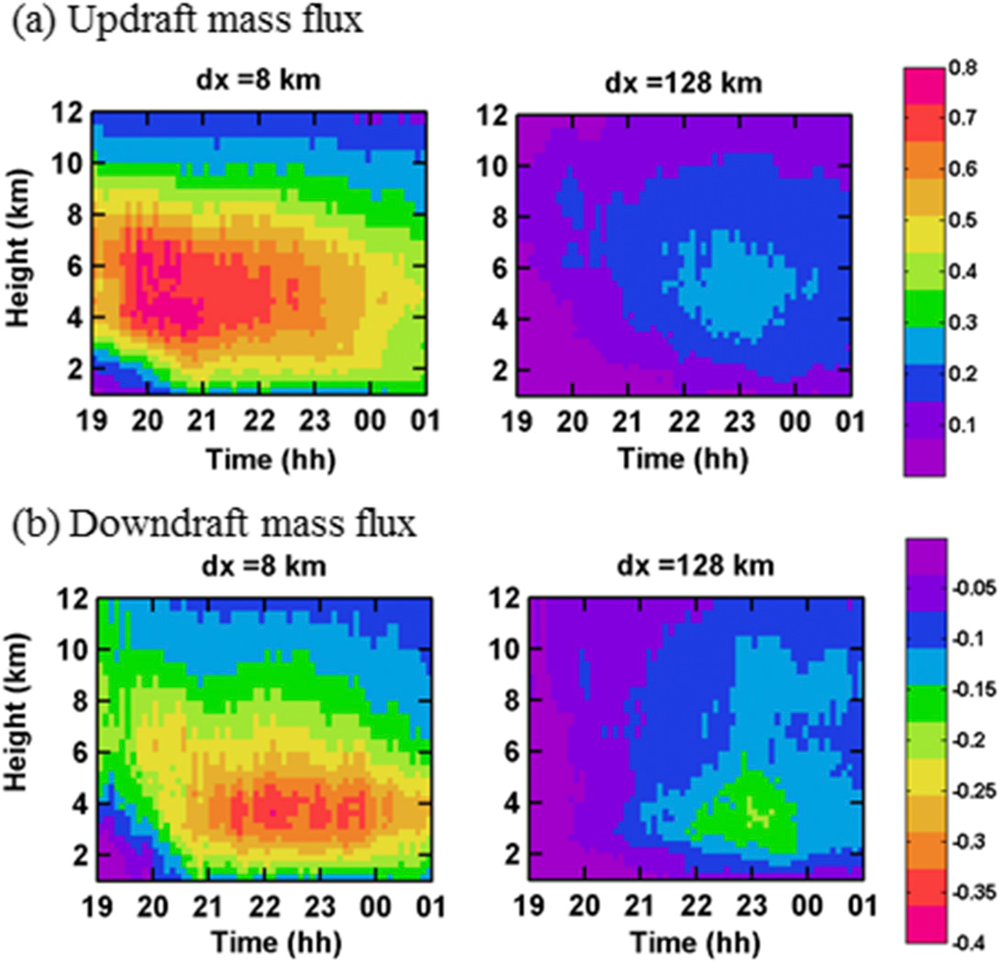 (a) Updraft mass flux
dx =8 km
dx =128 km
12
10
8
6
4
2
Height (km)
19 20 21 22 23 00 01
Time (hh)
12
10
8
6
4
2
19 20 21 22 23 00 01
Time (hh)
0.8
0.7
0.6
0.5
0.4
0.3
0.2
0.1
(b) Downdraft mass flux
dx =8 km
dx =128 km
12
10
8
6
4
2
Height (km)
19 20 21 22 23 00 01
Time (hh)
12
10
8
6
4
2
19 20 21 22 23 00 01
Time (hh)
-0.05
-0.1
-0.15
-0.2
-0.25
-0.3
-0.35
-0.4